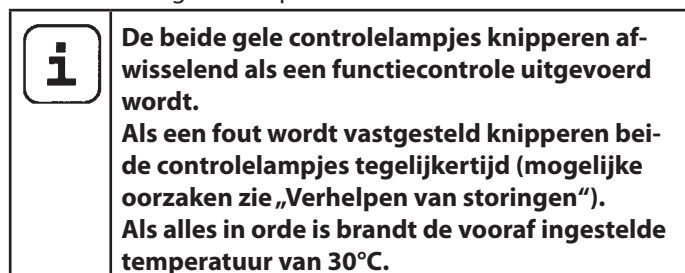 i
De beide gele controlelampjes knipperen af-
wisselend als een functiecontrole uitgevoerd
wordt.
Als een fout wordt vastgesteld knipperen bei-
de controlelampjes tegelijkertijd (mogelijke
oorzaken zie „Verhelpen van storingen“).
Als alles in orde is brandt de vooraf ingestelde
temperatuur van 30°C.